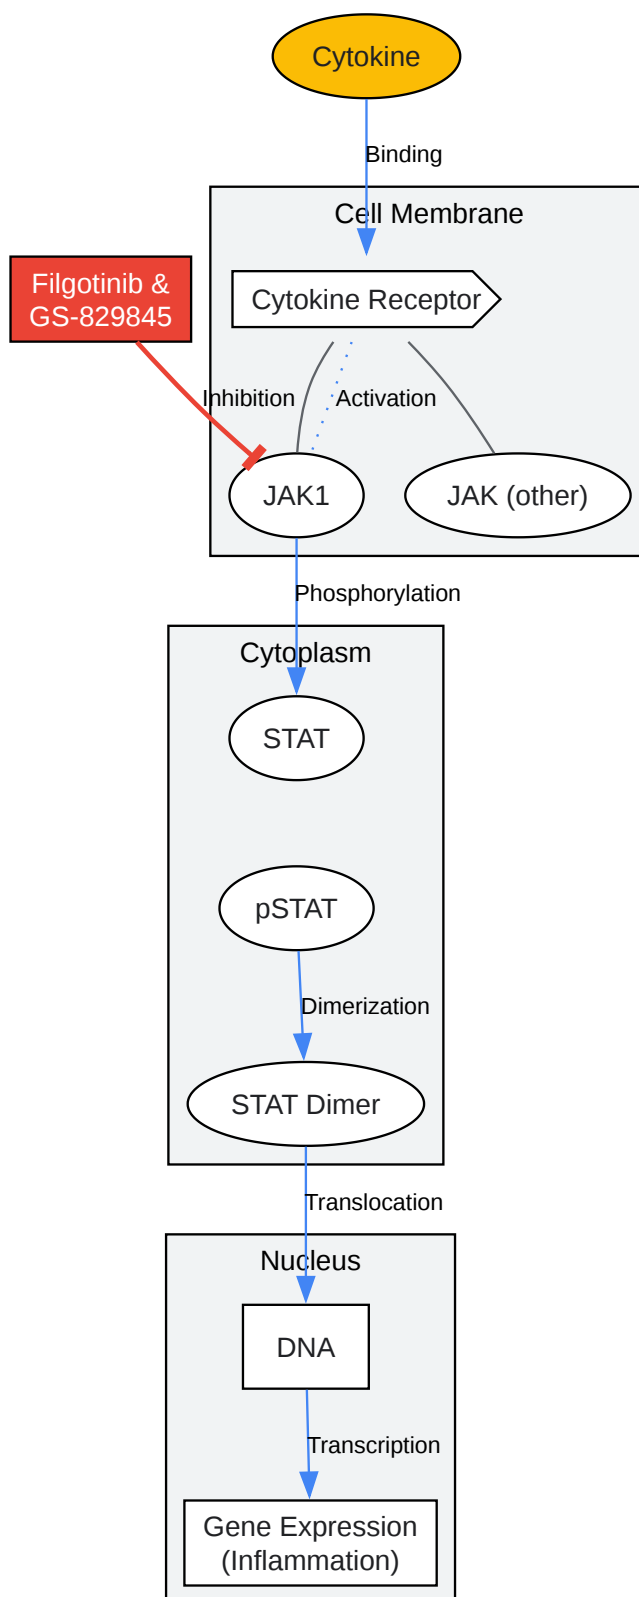 Cytokine
Binding
Cell Membrane
Filgotinib &
GS-829845
Cytokine Receptor
Inhibition
Activation
JAK1
JAK (other)
Phosphorylation
Cytoplasm
STAT
pSTAT
Dimerization
STAT Dimer
Translocation
Nucleus
DNA
Transcription
Gene Expression
(Inflammation)